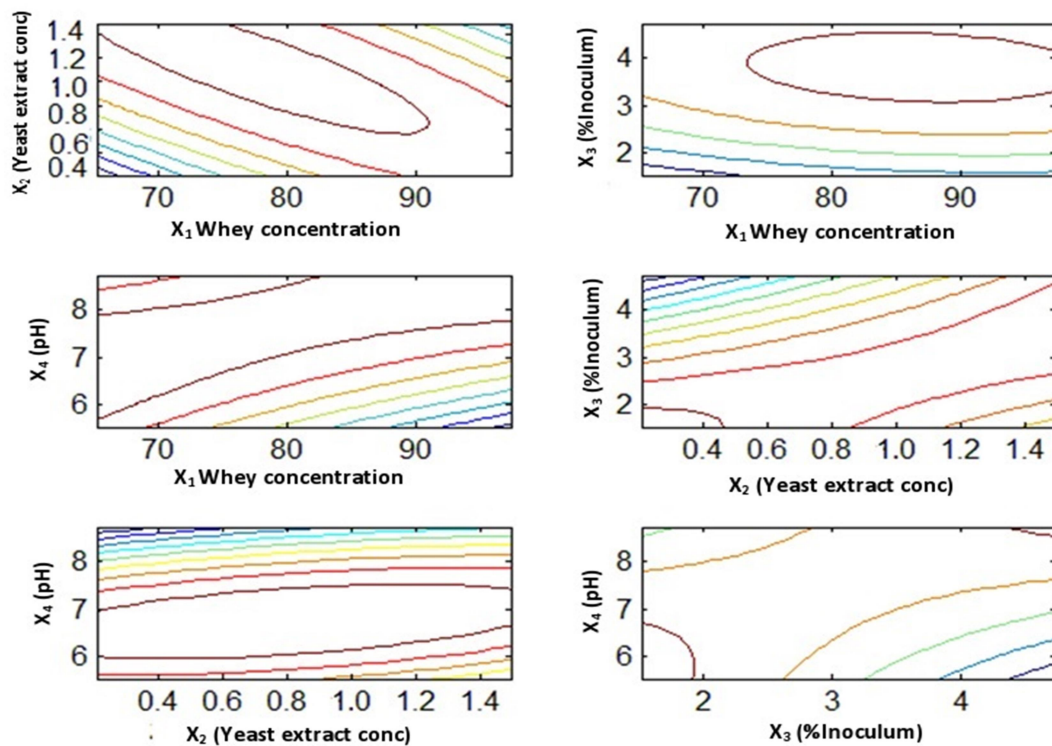 1.4
1.2
1.0
0.8
0.6
0.4
X₂ (Yeast extract conc)
70 80 90
X₁ Whey concentration
4
3
2
X₃ (%Inoculum)
70 80 90
X₁ Whey concentration
8
7
6
X₄ (pH)
70 80 90
X₁ Whey concentration
4
3
2
X₃ (%Inoculum)
0.4 0.6 0.8 1.0 1.2 1.4
X₂ (Yeast extract conc)
8
7
6
X₄ (pH)
0.4 0.6 0.8 1.0 1.2 1.4
X₂ (Yeast extract conc)
8
7
6
X₄ (pH)
2 3 4
X₃ (%Inoculum)